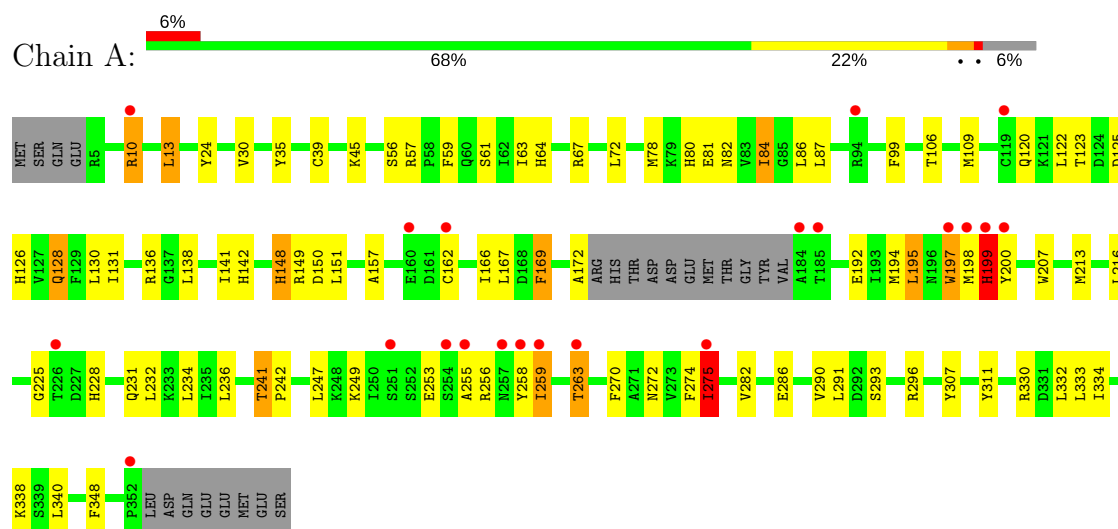 6%
Chain A:
68% 22% • • 6%
MET SER GLN GLU R5 R10 L13 Y24 V30 Y35 C39 K45 S56 R57 P58 F59 Q60 S61 I62 I63 H64 R67 L72 M78 K79 H80 E81 N82 V83 I84 G85 L86 L87 R94 F99 T106 M109 C119 Q120 K121 L122 T123 D124 D125
H126 V127 Q128 F129 L130 I131 R136 G137 L138 I141 H142 H148 R149 D150 L151 A157 E160 D161 C162 I166 L167 D168 F169 A172 ARG HIS THR ASP ASP GLU MET THR GLY TYR VAL A184 T185 E192 I193 M194 L195 N196 W197 M198 H199 Y200 W207 M213 L216
G225 T226 D227 H228 Q231 L232 K233 L234 I235 L236 T241 P242 L247 K248 K249 I250 S251 S252 E253 S254 A255 R256 N257 Y258 I259 T263 F270 A271 N272 V273 F274 I275 V282 E286 V290 L291 D292 S293 R296 Y307 Y311 R330 D331 L332 L333 I334
K338 S339 L340 F348 P352 LEU ASP GLN GLU GLU MET GLU SER